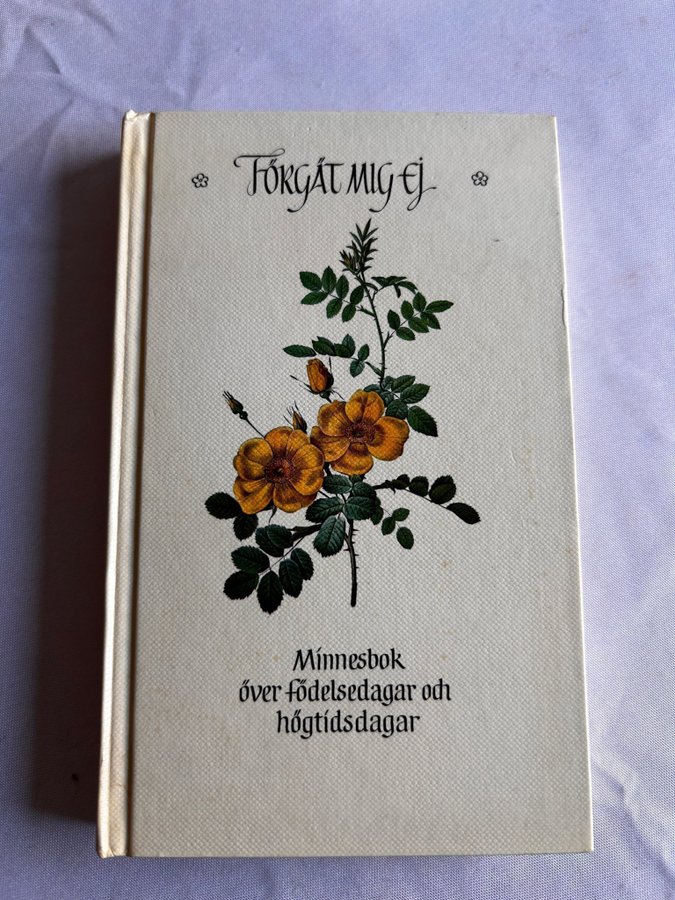 FÖRGÄT MIG EJ
Minnesbok
över födelsedagar och
högtidsdagar